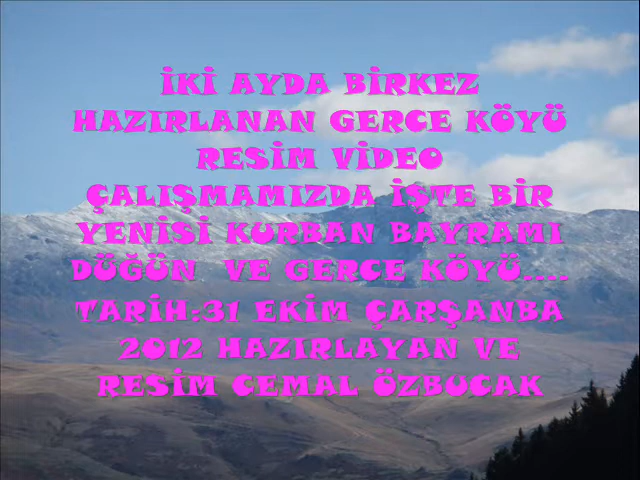 İKİ AYDA BİRKEZ
HAZIRLANAN GERCE KÖYÜ
RESİM VİDEO
ÇALIŞMAMIZDA İŞTE BİR
YENİSİ KURBAN BAYRAMI
DÜĞÜN VE GERCE KÖYÜ....
TARİH:31 EKİM ÇARŞANBA
2012 HAZIRLAYAN VE
RESİM CEMAL ÖZBUCAK